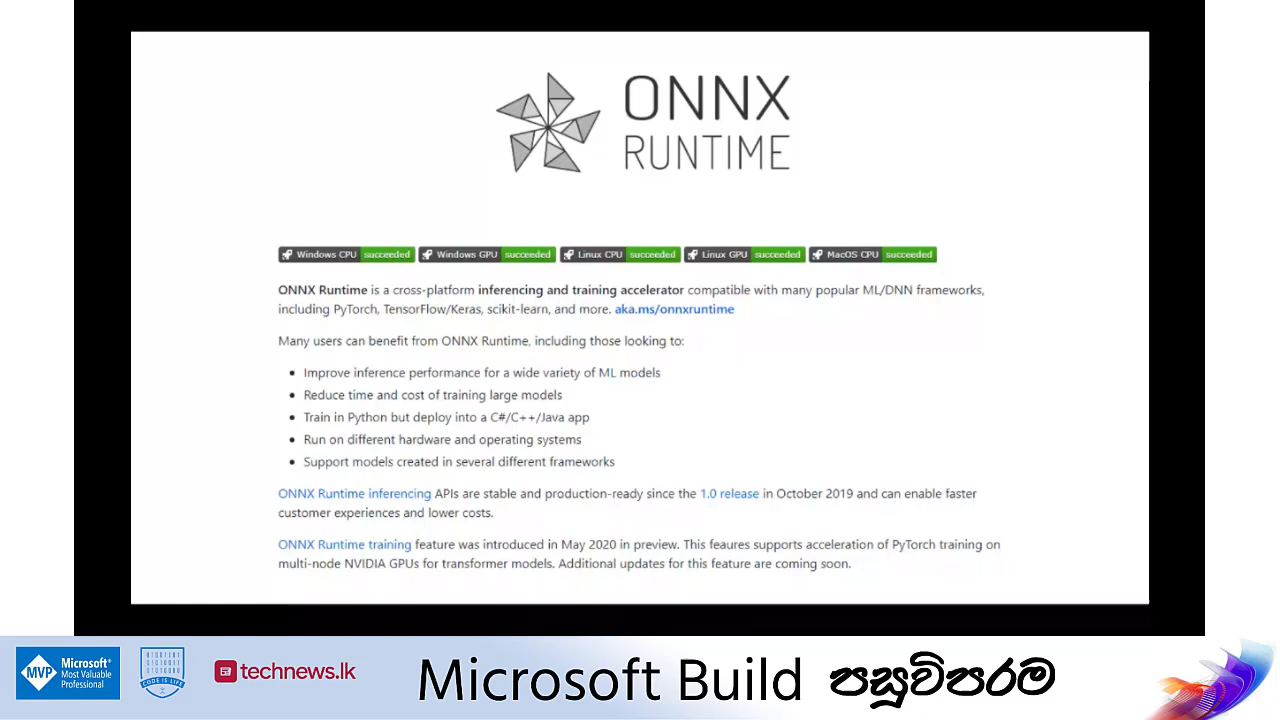 ONNX
RUNTIME
Windows CPU succeeded Windows GPU succeeded Linux CPU succeeded Linux GPU succeeded MacOS CPU succeeded
ONNX Runtime is a cross-platform inferencing and training accelerator compatible with many popular ML/DNN frameworks,
including PyTorch, TensorFlow/Keras, scikit-learn, and more. aka.ms/onnxruntime
Many users can benefit from ONNX Runtime, including those looking to:
• Improve inference performance for a wide variety of ML models
• Reduce time and cost of training large models
• Train in Python but deploy into a C#/C++/Java app
• Run on different hardware and operating systems
• Support models created in several different frameworks
ONNX Runtime inferencing APIs are stable and production-ready since the 1.0 release in October 2019 and can enable faster
customer experiences and lower costs.
ONNX Runtime training feature was introduced in May 2020 in preview. This feaures supports acceleration of PyTorch training on
multi-node NVIDIA GPUs for transformer models. Additional updates for this feature are coming soon.
MVP
Microsoft®
Most Valuable
Professional
CODE IS LIFE
technews.lk
Microsoft Build පසුවිපරම